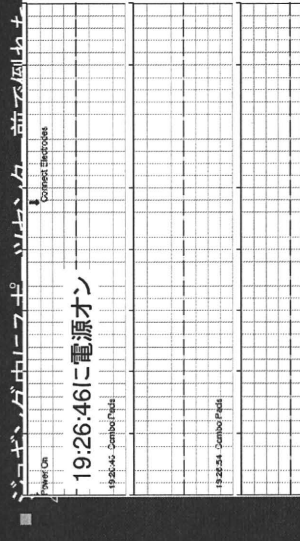 ジョギング中にスポーツセンター前で倒れた
Power On
Connect Electrodes
19:26:46に電源オン
19:26:46 Combo Pads
19:26:54 Combo Pads